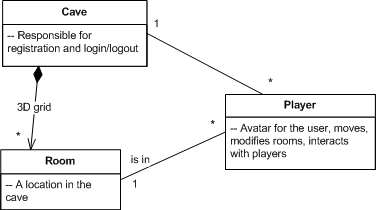 Cave
-- Responsible for
registration and login/logout
1
3D grid
*
*
Player
-- Avatar for the user, moves,
modifies rooms, interacts
with players
*
is in
1
Room
-- A location in the
cave